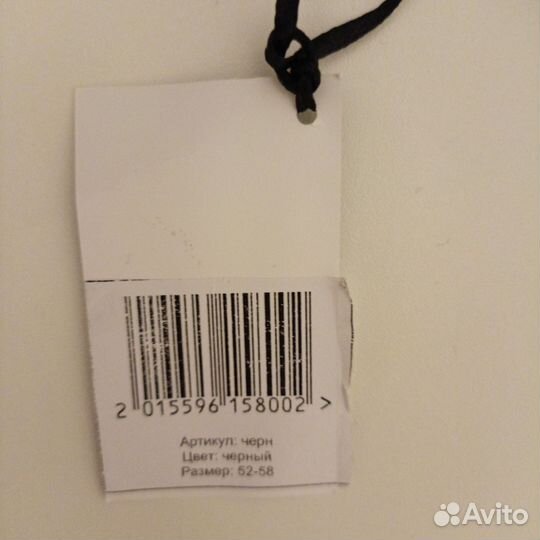 2 015596 158002 >
Артикул: черн
Цвет: черный
Размер: 52-58
Avito